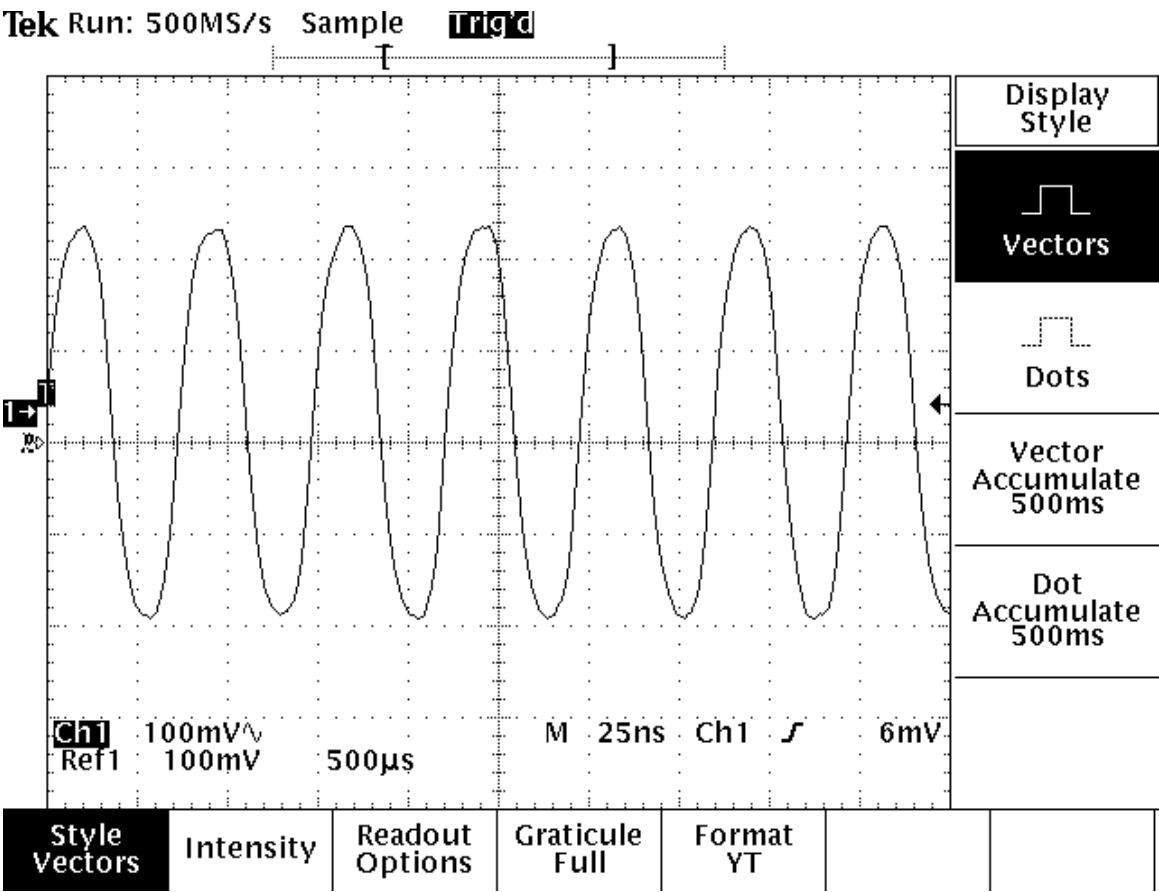 Tek Run: 500MS/s Sample Trig'd
[ ]
T
1→
Ch1 100mV∿ M 25ns Ch1 ƒ 6mV
Ref1 100mV 500µs
Display
Style
Vectors
Dots
Vector
Accumulate
500ms
Dot
Accumulate
500ms
Style
Vectors
Intensity
Readout
Options
Graticule
Full
Format
YT